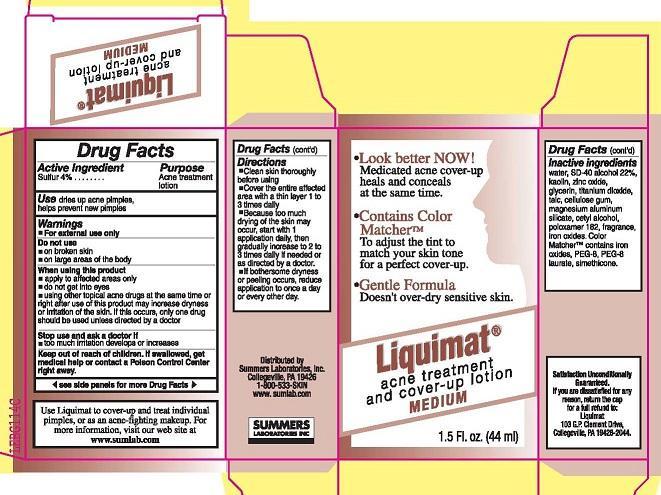 Liquimat®
acne treatment
and cover-up lotion
MEDIUM
Drug Facts
Active Ingredient Purpose
Sulfur 4% ........ Acne treatment
lotion
Use dries up acne pimples,
helps prevent new pimples
Warnings
▪ For external use only
Do not use
▪ on broken skin
▪ on large areas of the body
When using this product
▪ apply to affected areas only
▪ do not get into eyes
▪ using other topical acne drugs at the same time or
right after use of this product may increase dryness
or irritation of the skin. If this occurs, only one drug
should be used unless directed by a doctor
Stop use and ask a doctor if
▪ too much irritation develops or increases
Keep out of reach of children. If swallowed, get
medical help or contact a Poison Control Center
right away.
◄ see side panels for more Drug Facts ►
Use Liquimat to cover-up and treat individual
pimples, or as an acne-fighting makeup. For
more information, visit our web site at
www.sumlab.com
LEBG114C
Drug Facts (cont'd)
Directions
▪ Clean skin thoroughly
before using
▪ Cover the entire affected
area with a thin layer 1 to
3 times daily
▪ Because too much
drying of the skin may
occur, start with 1
application daily, then
gradually increase to 2 to
3 times daily if needed or
as directed by a doctor.
▪ If bothersome dryness
or peeling occurs, reduce
application to once a day
or every other day.
Distributed by
Summers Laboratories, Inc.
Collegeville, PA 19426
1-800-533-SKIN
www.sumlab.com
SUMMERS
LABORATORIES INC
•Look better NOW!
Medicated acne cover-up
heals and conceals
at the same time.
•Contains Color
Matcher™
To adjust the tint to
match your skin tone
for a perfect cover-up.
•Gentle Formula
Doesn't over-dry sensitive skin.
Liquimat®
acne treatment
and cover-up lotion
MEDIUM
1.5 Fl. oz. (44 ml)
Drug Facts (cont'd)
Inactive ingredients
water, SD-40 alcohol 22%,
kaolin, zinc oxide,
glycerin, titanium dioxide,
talc, cellulose gum,
magnesium aluminum
silicate, cetyl alcohol,
poloxamer 182, fragrance,
iron oxides. Color
Matcher™ contains iron
oxides, PEG-8, PEG-8
laurate, simethicone.
Satisfaction Unconditionally
Guaranteed.
If you are dissatisfied for any
reason, return the cap
for a full refund to:
Liquimat
103 G.P. Clement Drive,
Collegeville, PA 19426-2044.